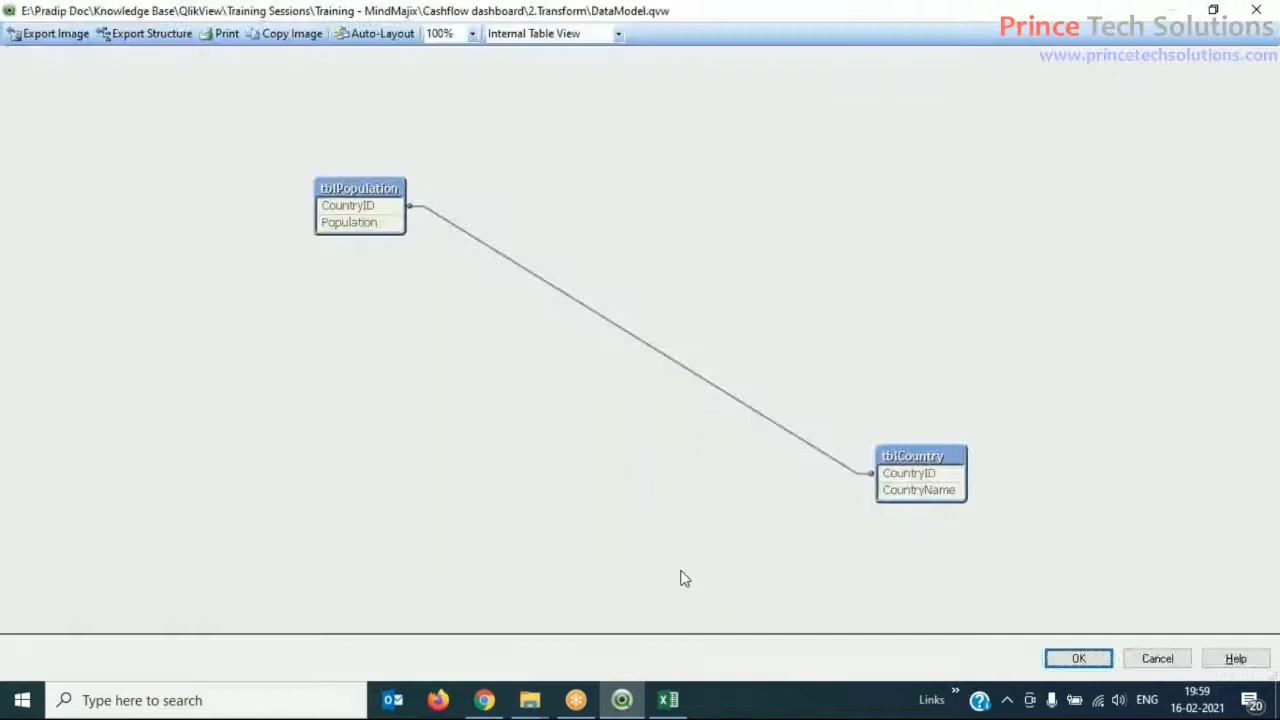 E:\Pradip Doc\Knowledge Base\QlikView\Training Sessions\Training - MindMajix\Cashflow dashboard\2.Transform\DataModel.qvw
Prince Tech Solutions
Export Image Export Structure Print Copy Image Auto-Layout 100% Internal Table View
www.princetechsolutions.com
tblPopulation
CountryID
Population
tblCountry
CountryID
CountryName
OK Cancel Help
Type here to search
Links
ENG
19:59
16-02-2021
20